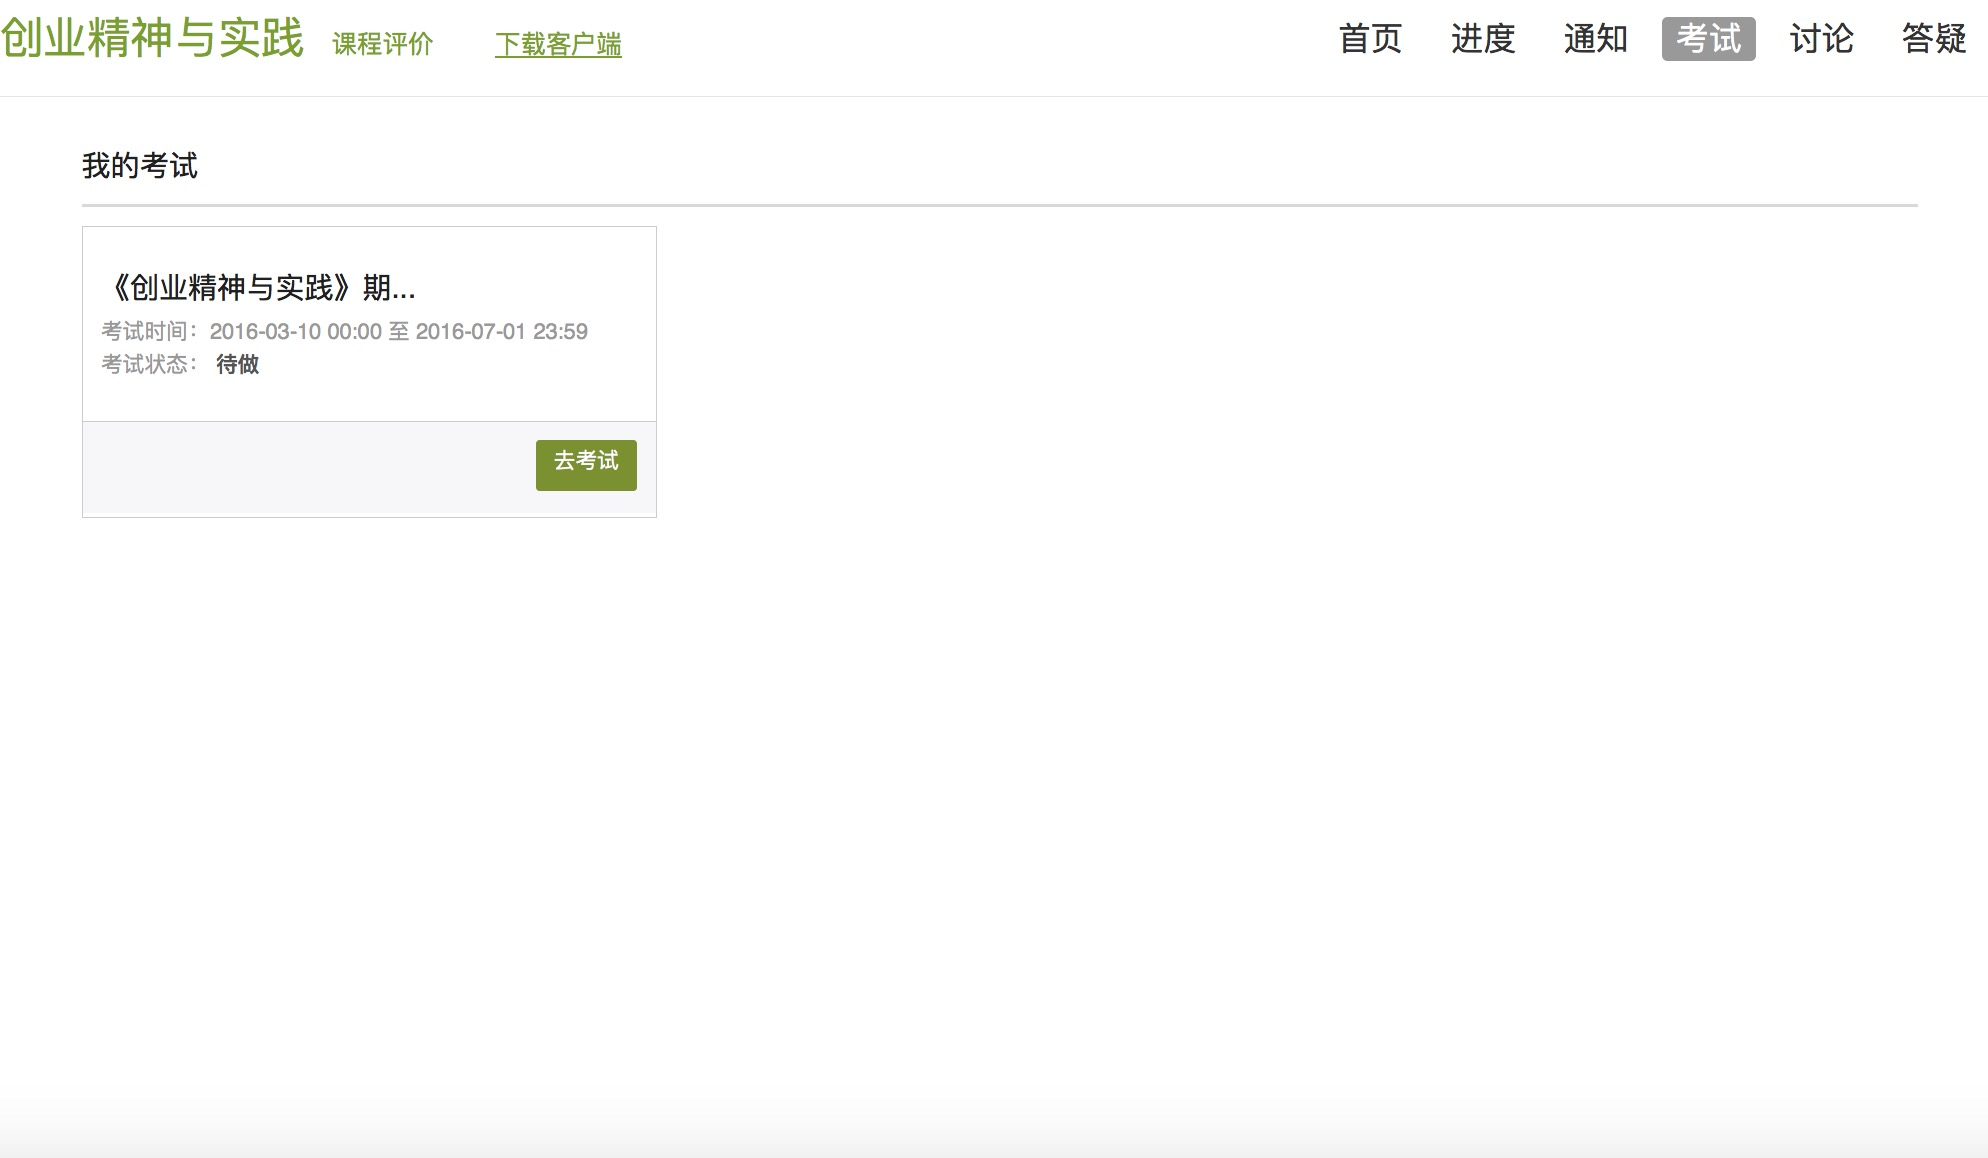 创业精神与实践 课程评价 下载客户端 首页 进度 通知 考试 讨论 答疑
我的考试
《创业精神与实践》期...
考试时间：2016-03-10 00:00 至 2016-07-01 23:59
考试状态： 待做
去考试